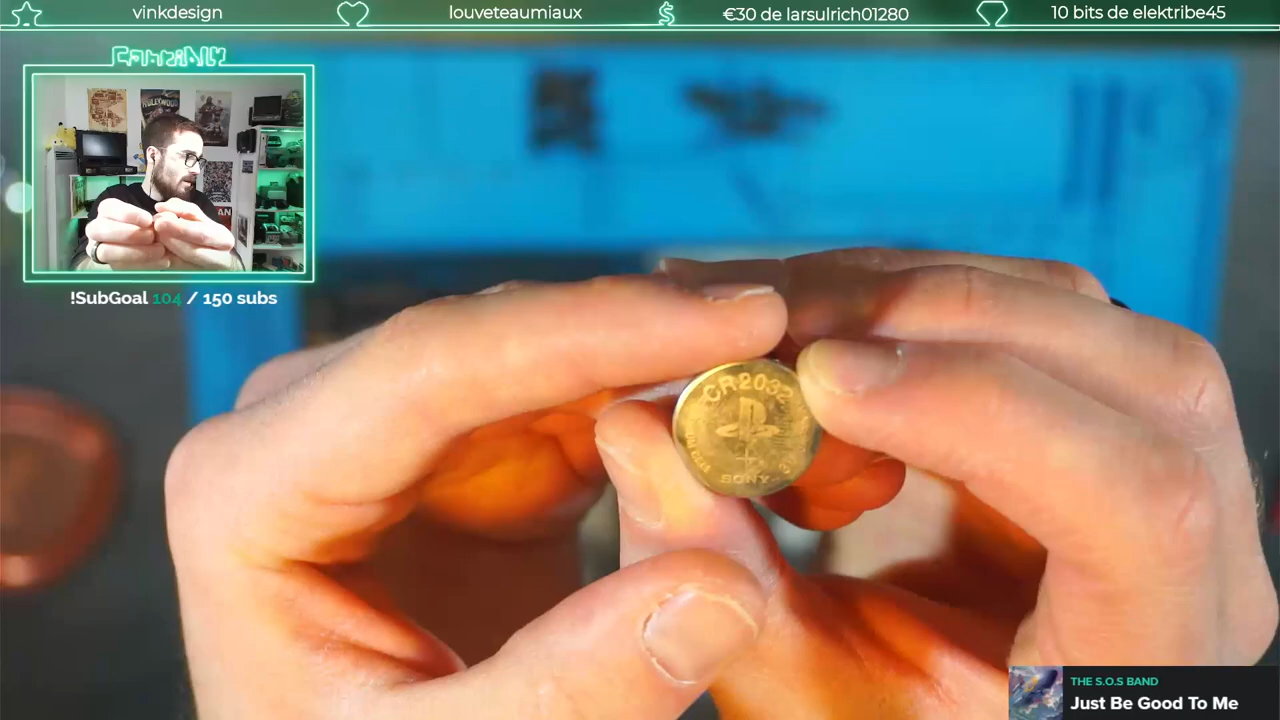 vinkdesign
louveteaumiaux
€30 de larsulrich01280
10 bits de elektribe45
!SubGoal 104 / 150 subs
CR2032
+
SONY
THE S.O.S BAND
Just Be Good To Me